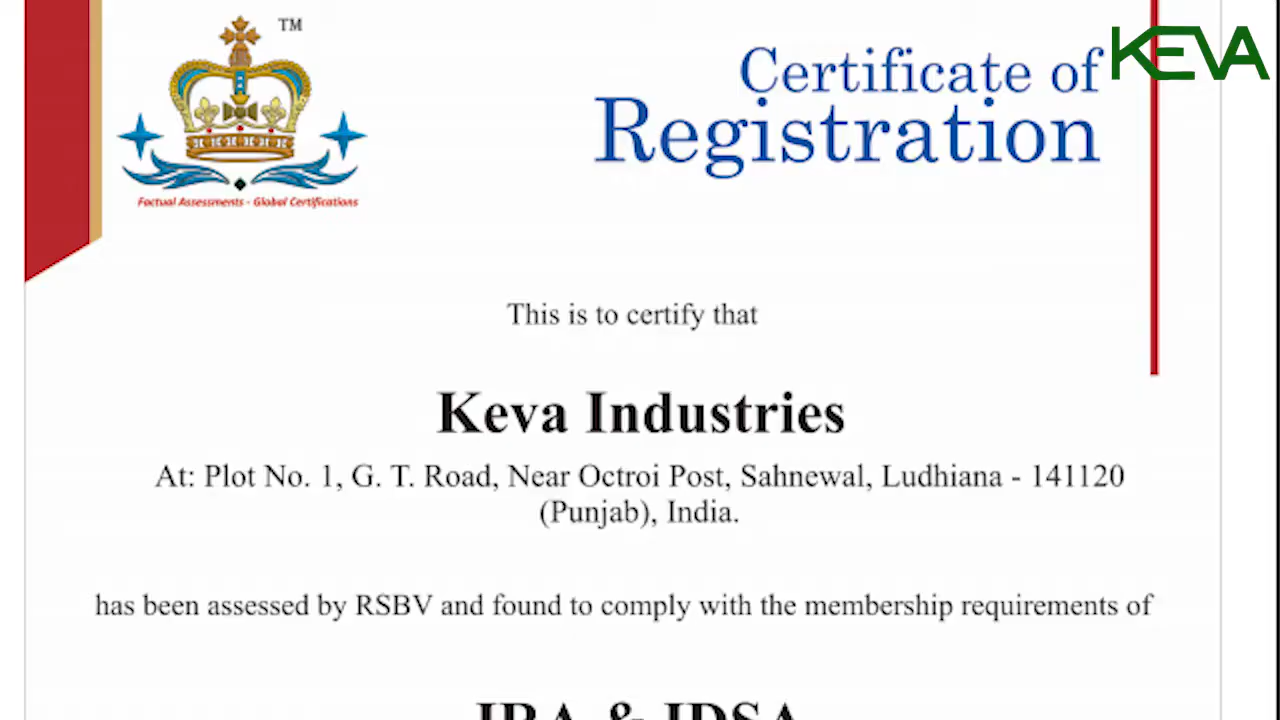 TM
KEVA
Certificate of
Registration
Factual Assessments - Global Certifications
This is to certify that
Keva Industries
At: Plot No. 1, G. T. Road, Near Octroi Post, Sahnewal, Ludhiana - 141120
(Punjab), India.
has been assessed by RSBV and found to comply with the membership requirements of